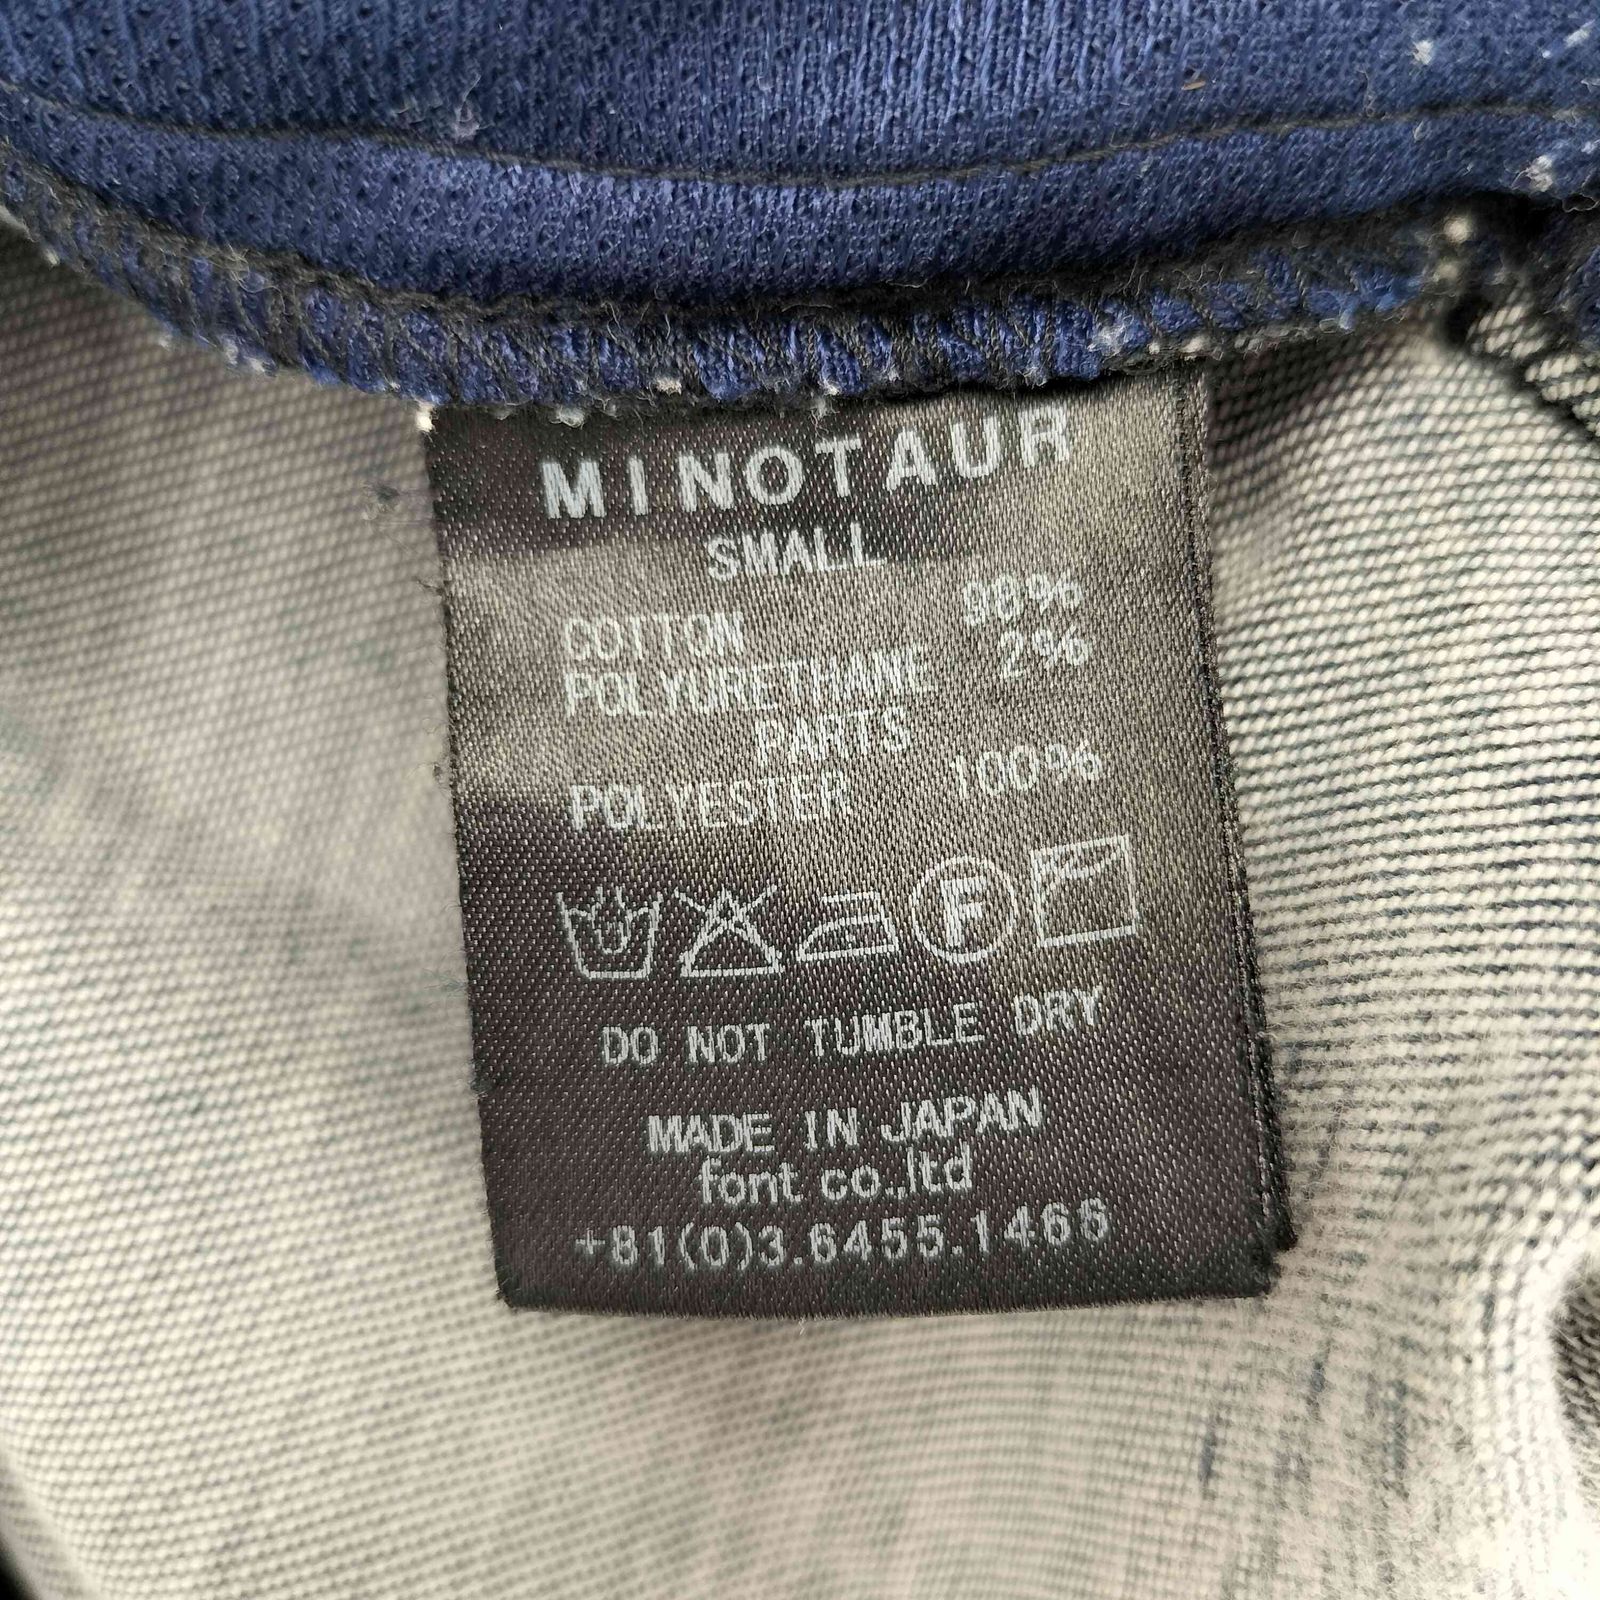 MINOTAUR
SMALL
COTTON 98%
POLYURETHANE 2%
PARTS
POLYESTER 100%
F
DO NOT TUMBLE DRY
MADE IN JAPAN
font co.,ltd
+81(0)3.6455.1466